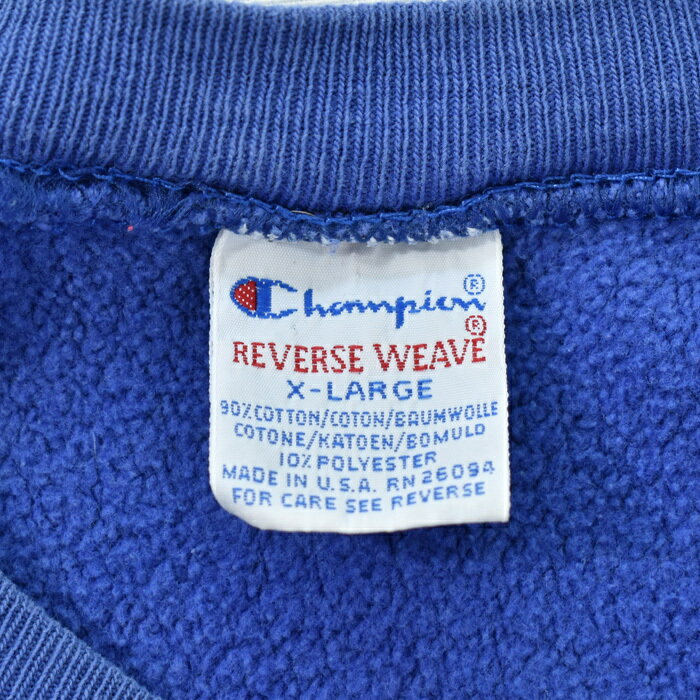 Champion®
REVERSE WEAVE®
X-LARGE
90% COTTON/COTON/BAUMWOLLE
COTONE/KATOEN/BOMULD
10% POLYESTER
MADE IN U.S.A. RN 26094
FOR CARE SEE REVERSE